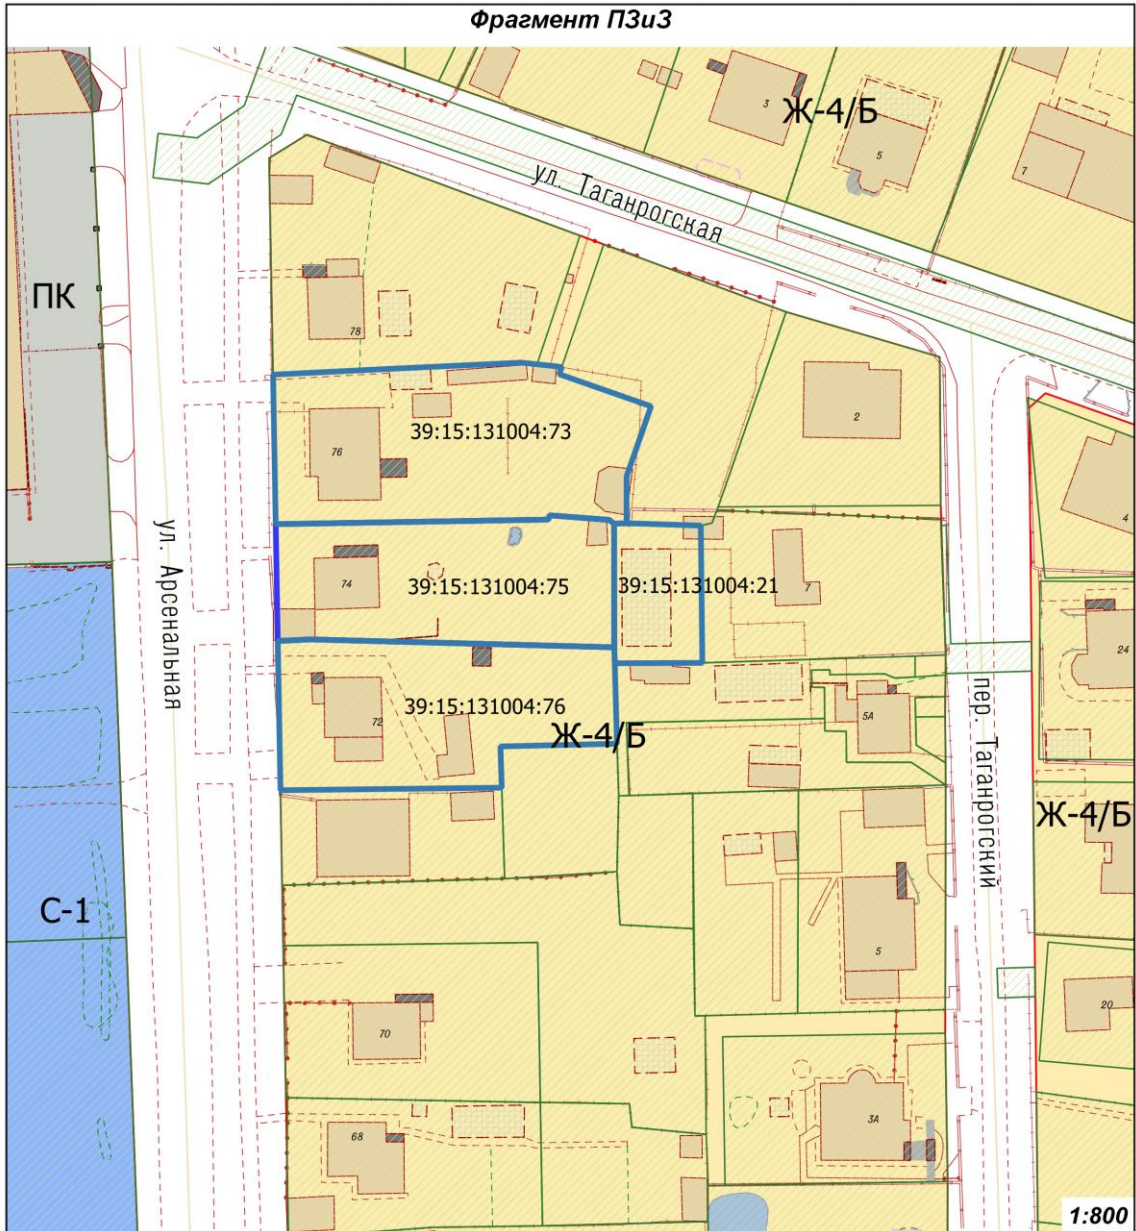 Фрагмент ПЗиЗ
3
Ж-4/Б
5
7
ул. Таганрогская
ПК
78
2
76
39:15:131004:73
4
ул. Арсенальная
74
39:15:131004:75
39:15:131004:21
7
24
72
39:15:131004:76
Ж-4/Б
5А
пер. Таганрогский
Ж-4/Б
С-1
5
70
20
3А
68
1:800